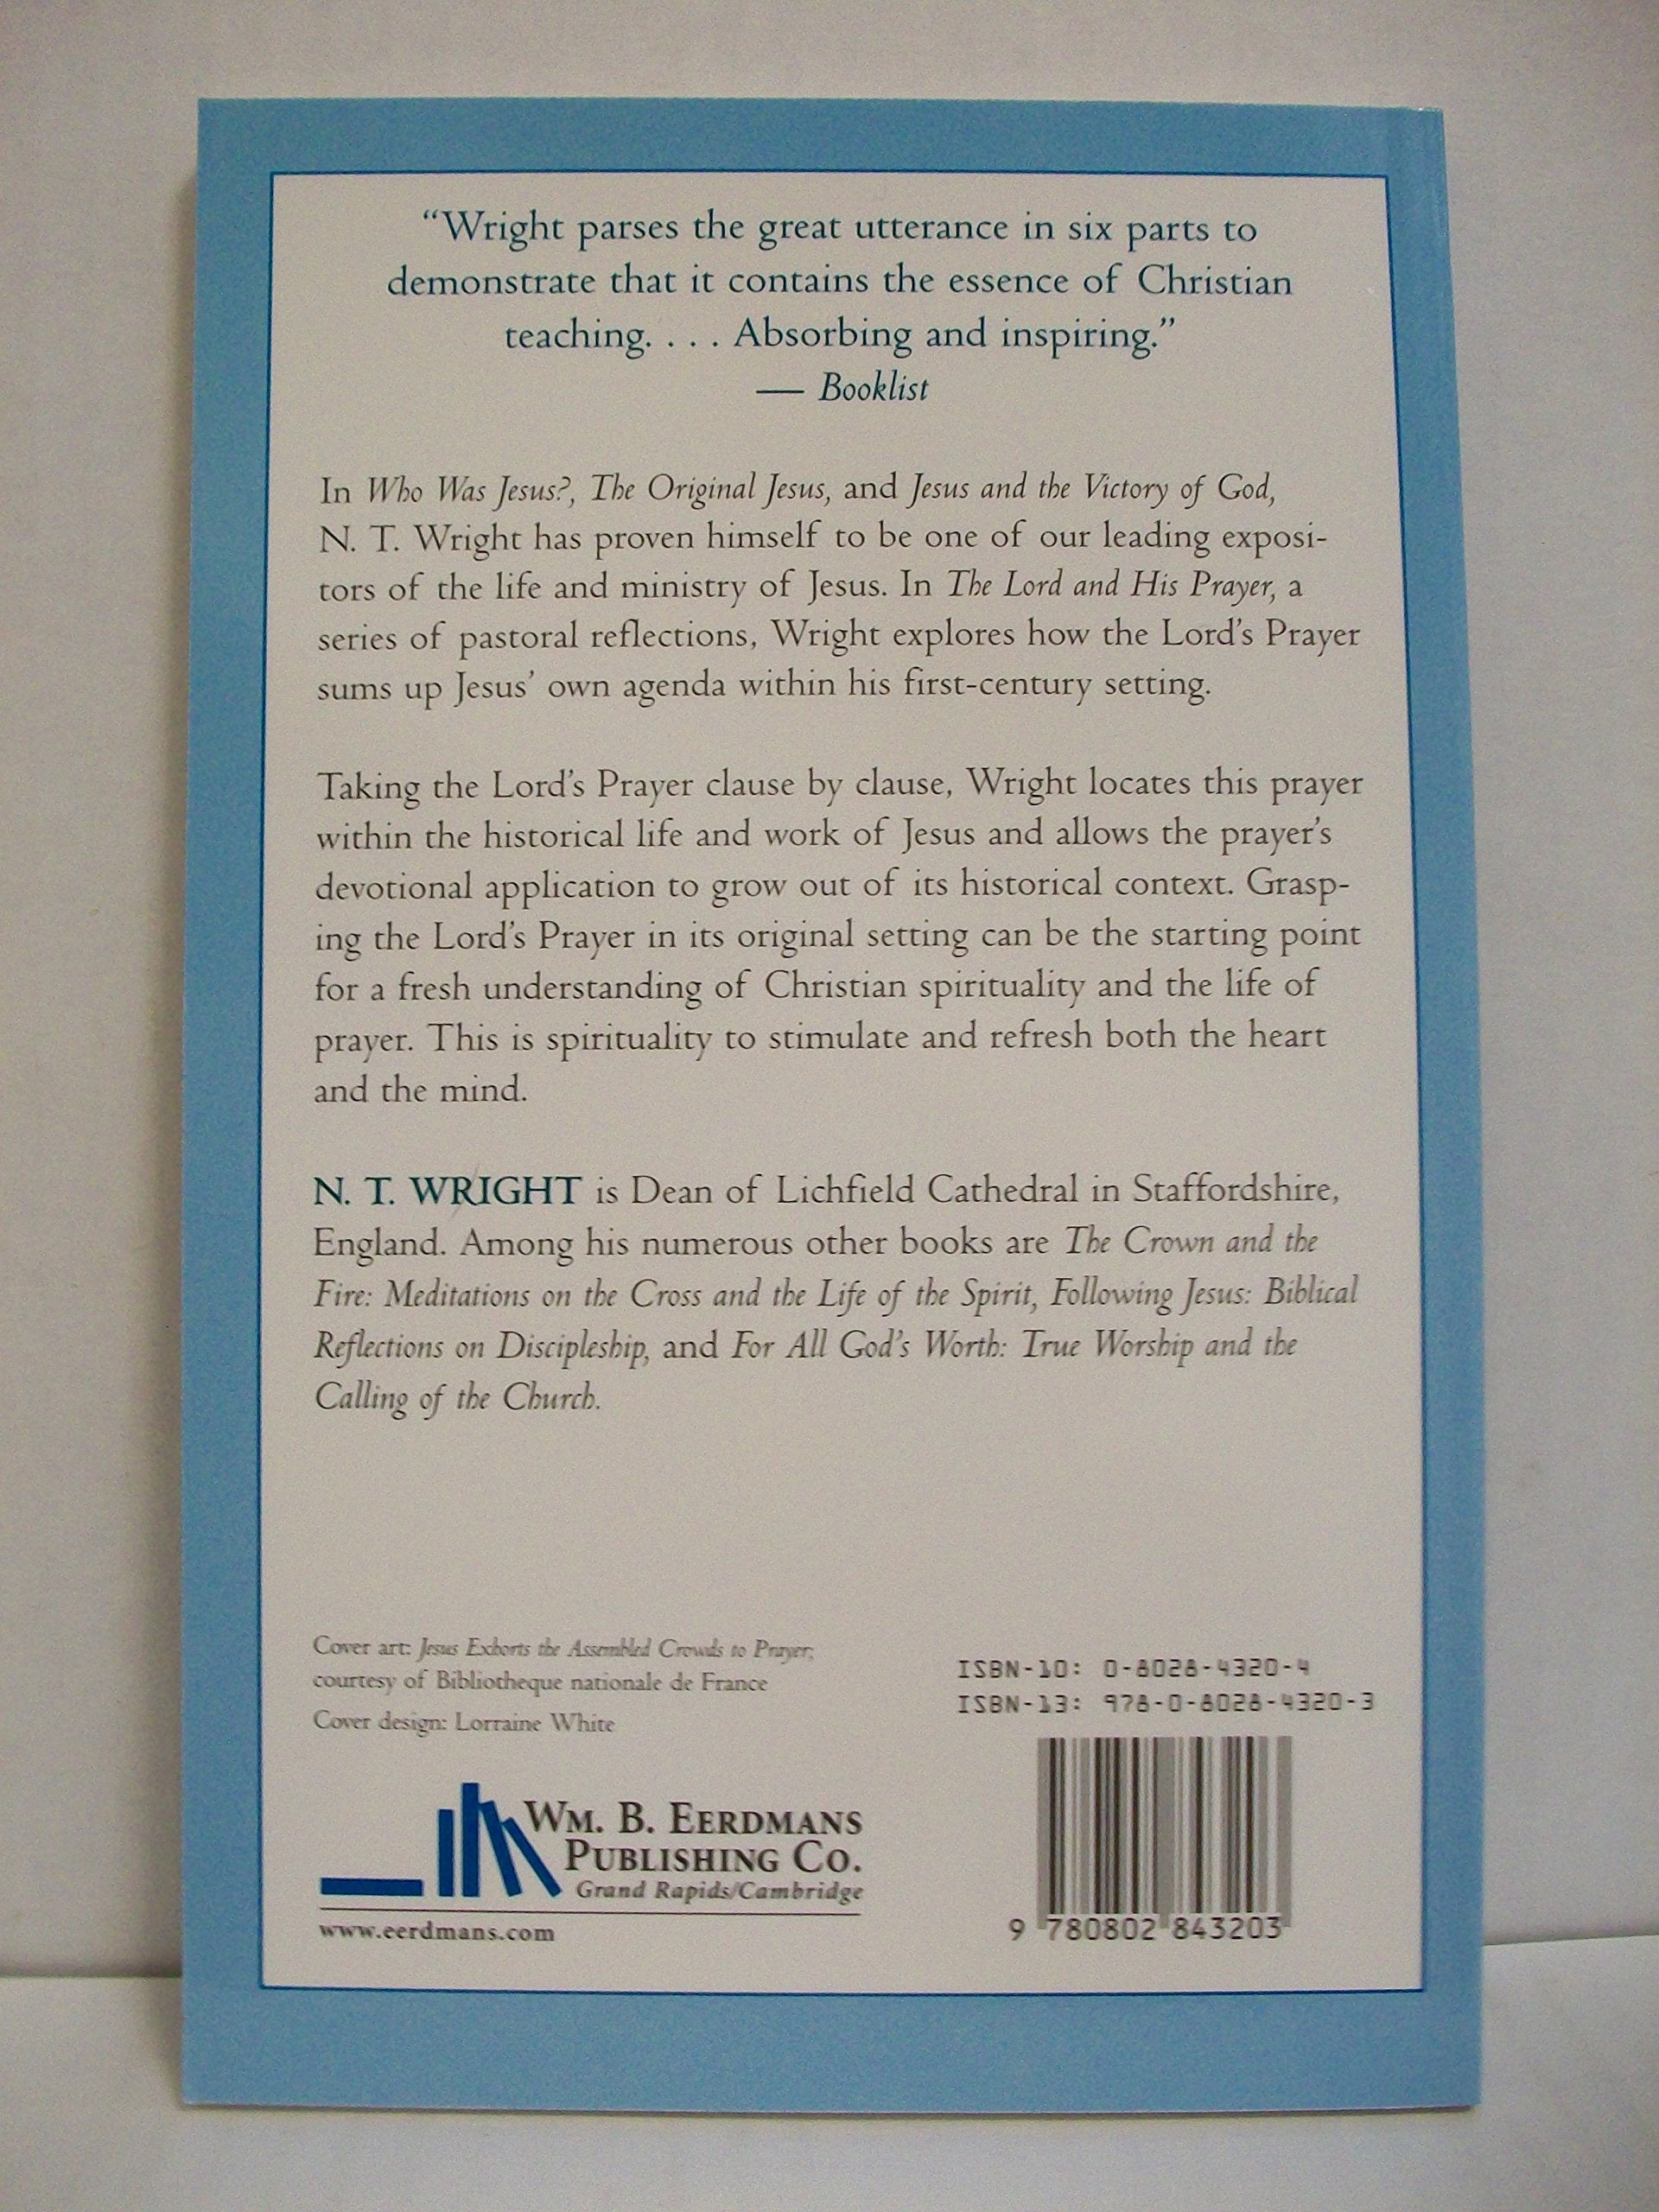 “Wright parses the great utterance in six parts to
demonstrate that it contains the essence of Christian
teaching. . . . Absorbing and inspiring.”
— Booklist
In Who Was Jesus?, The Original Jesus, and Jesus and the Victory of God,
N. T. Wright has proven himself to be one of our leading exposi-
tors of the life and ministry of Jesus. In The Lord and His Prayer, a
series of pastoral reflections, Wright explores how the Lord’s Prayer
sums up Jesus’ own agenda within his first-century setting.
Taking the Lord’s Prayer clause by clause, Wright locates this prayer
within the historical life and work of Jesus and allows the prayer’s
devotional application to grow out of its historical context. Grasp-
ing the Lord’s Prayer in its original setting can be the starting point
for a fresh understanding of Christian spirituality and the life of
prayer. This is spirituality to stimulate and refresh both the heart
and the mind.
N. T. WRIGHT is Dean of Lichfield Cathedral in Staffordshire,
England. Among his numerous other books are The Crown and the
Fire: Meditations on the Cross and the Life of the Spirit, Following Jesus: Biblical
Reflections on Discipleship, and For All God’s Worth: True Worship and the
Calling of the Church.
Cover art: Jesus Exhorts the Assembled Crowds to Prayer;
courtesy of Bibliotheque nationale de France
Cover design: Lorraine White
WM. B. EERDMANS
PUBLISHING CO.
Grand Rapids/Cambridge
www.eerdmans.com
ISBN-10: 0-8028-4320-4
ISBN-13: 978-0-8028-4320-3
9 780802 843203